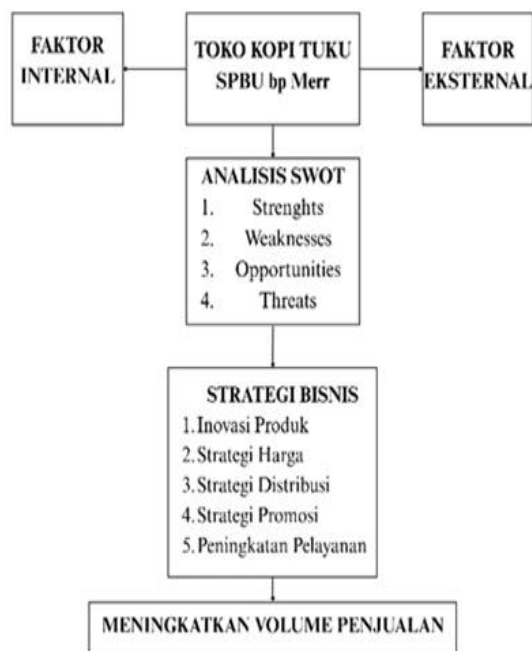 FAKTOR
INTERNAL
TOKO KOPI TUKU
SPBU bp Merr
FAKTOR
EKSTERNAL
ANALISIS SWOT
1. Strenghts
2. Weaknesses
3. Opportunities
4. Threats
STRATEGI BISNIS
1. Inovasi Produk
2. Strategi Harga
3. Strategi Distribusi
4. Strategi Promosi
5. Peningkatan Pelayanan
MENINGKATKAN VOLUME PENJUALAN